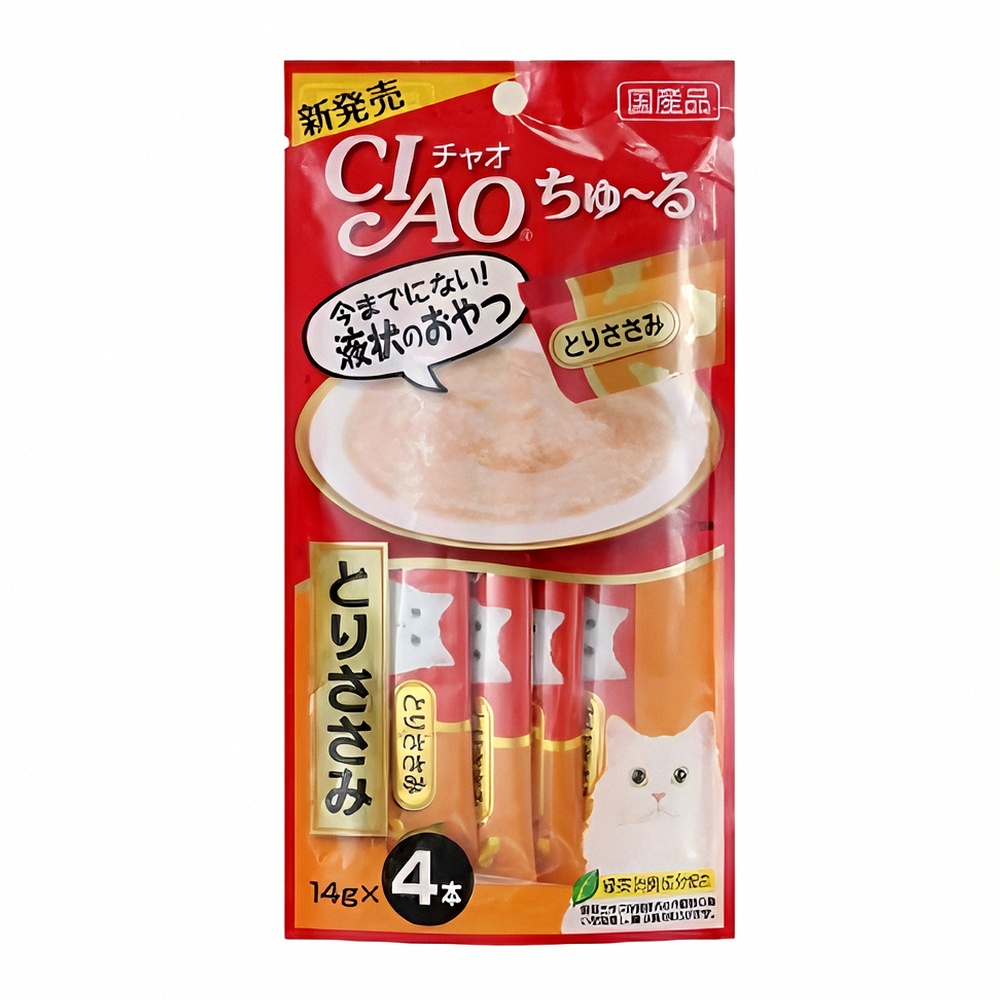 新発売
国産品
CIAO
チャオ
ちゅ～る
今までにない!
液状のおやつ
とりささみ
とりささみ
とりささみ
14g×4本